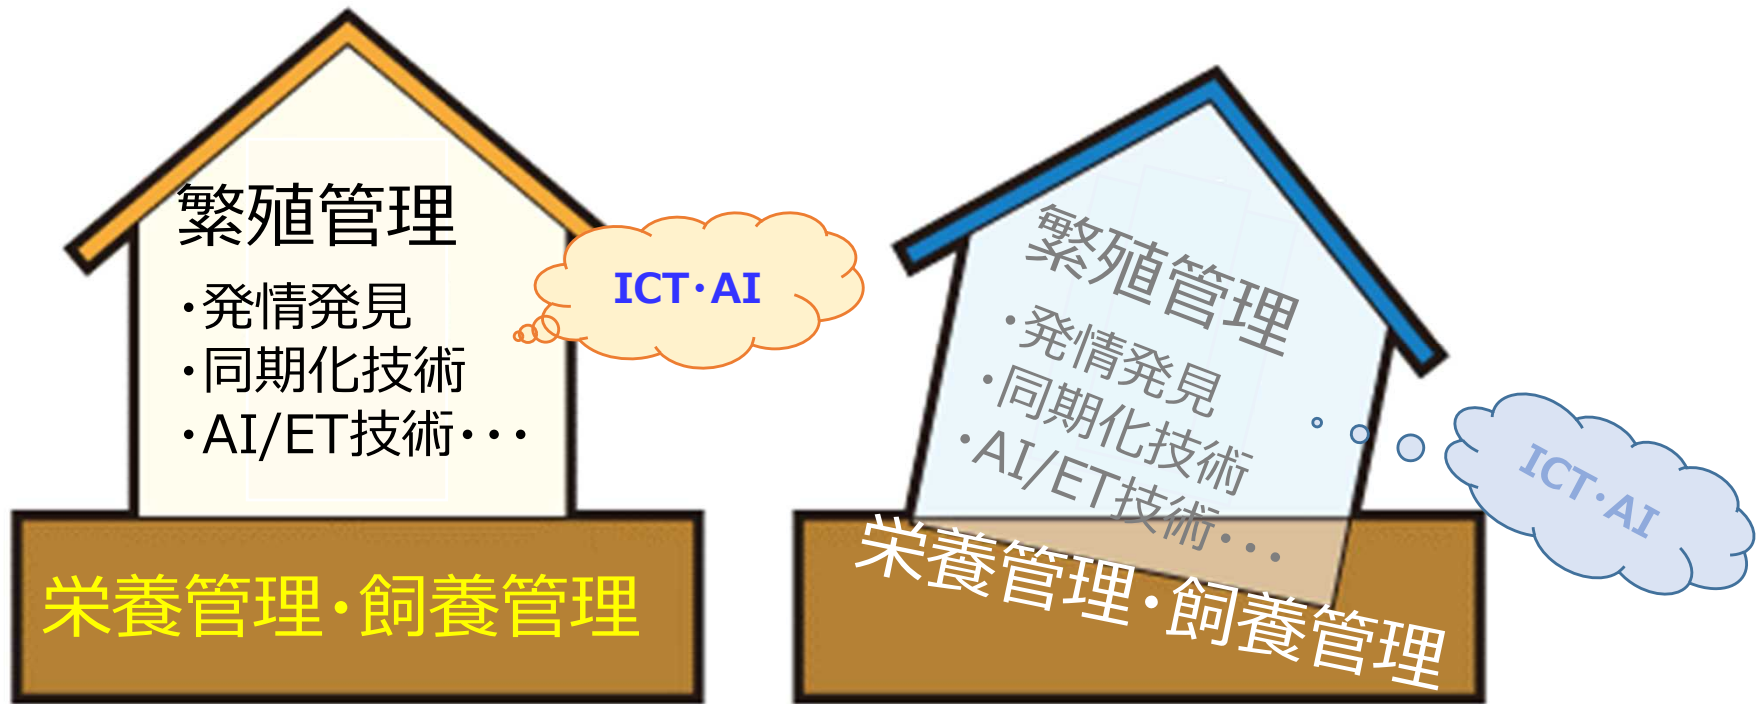 繁殖管理
・発情発見
・同期化技術
・AI/ET技術・・・
ICT・AI
栄養管理・飼養管理
繁殖管理
・発情発見
・同期化技術
・AI/ET技術・・・
ICT・AI
栄養管理・飼養管理